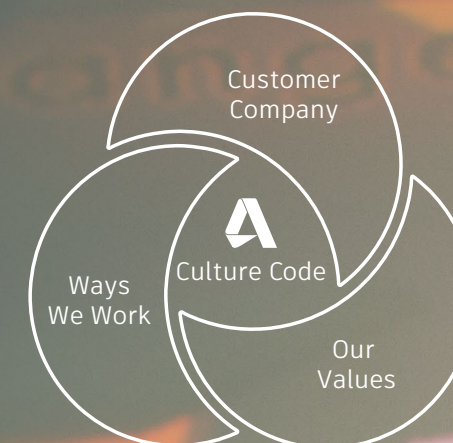 Customer
Company
Culture Code
Ways
We Work
Our
Values